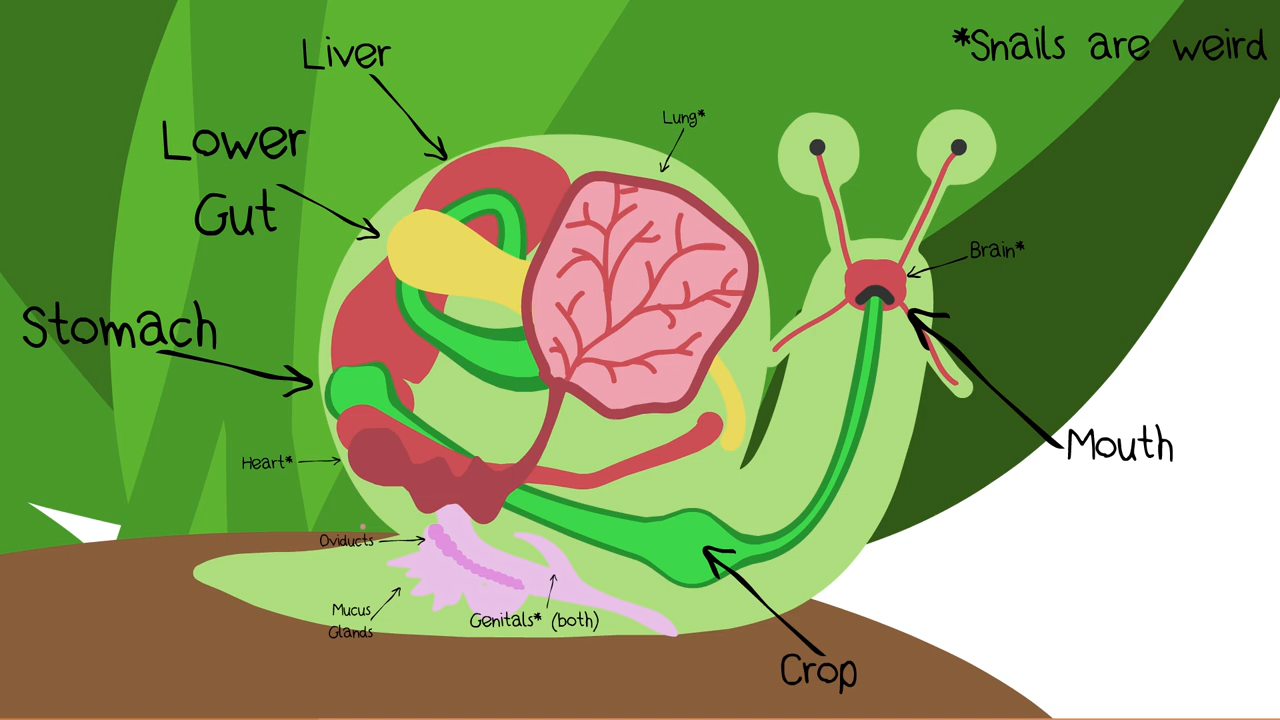 *Snails are weird
Liver
Lung*
Lower
Gut
Brain*
Stomach
Mouth
Heart*
Oviducts
Mucus
Glands
Genitals* (both)
Crop